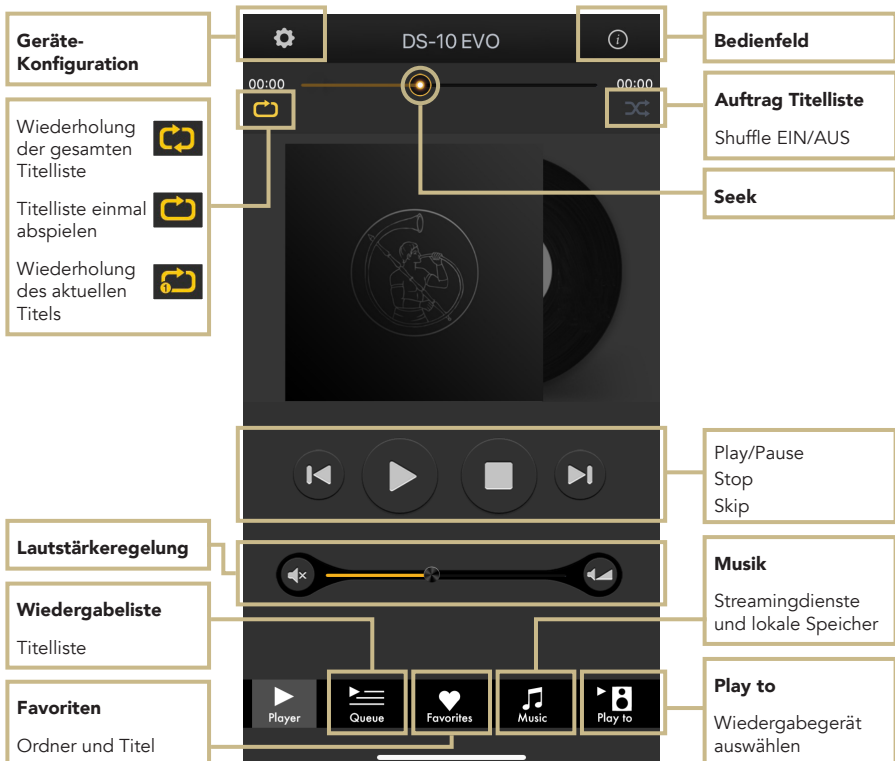 Geräte-
Konfiguration
DS-10 EVO
Bedienfeld
00:00
00:00
Auftrag Titelliste
Shuffle EIN/AUS
Wiederholung
der gesamten
Titelliste
Titelliste einmal
abspielen
Wiederholung
des aktuellen
Titels
1
Seek
Play/Pause
Stop
Skip
Lautstärkeregelung
Musik
Streamingdienste
und lokale Speicher
Wiedergabeliste
Titelliste
Play to
Wiedergabegerät
auswählen
Favoriten
Ordner und Titel
Player
Queue
Favorites
Music
Play to